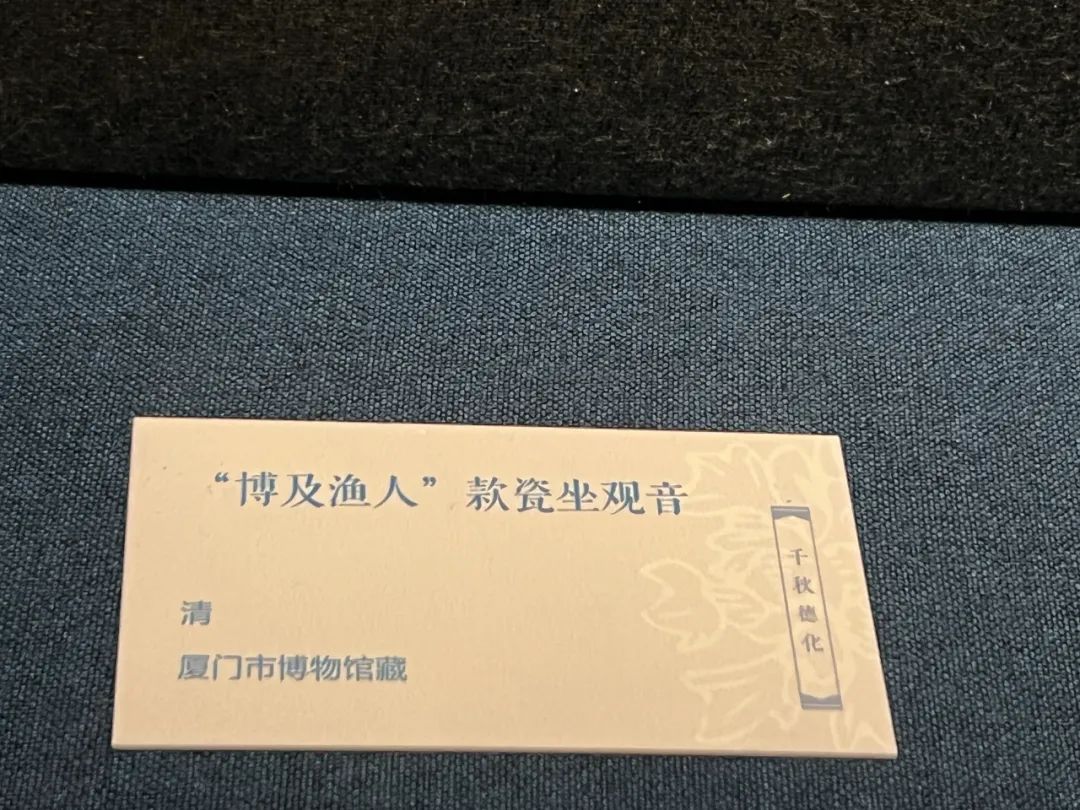 “博及渔人”款瓷坐观音
清
厦门市博物馆藏
千秋德化